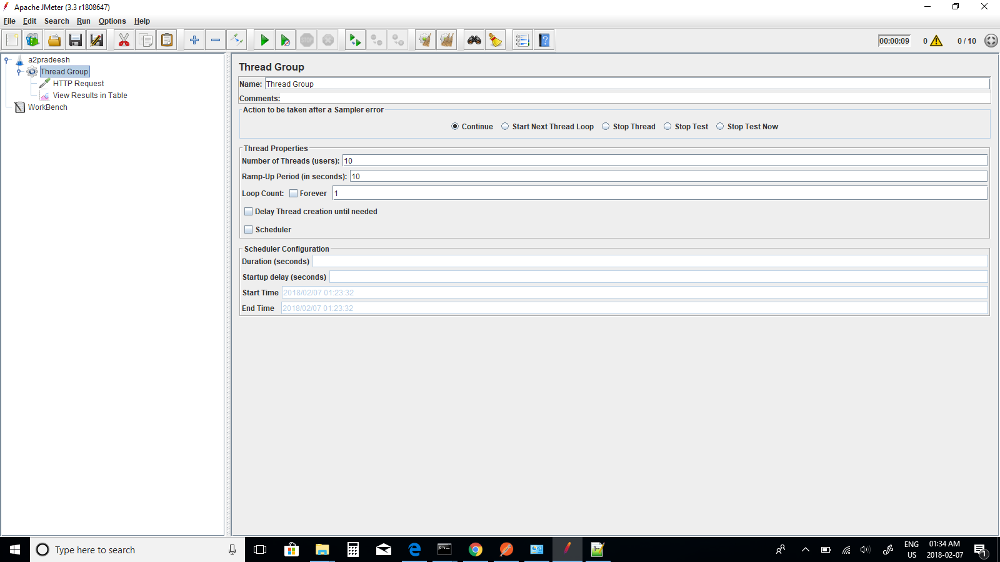 Apache JMeter (3.3 r1808647)
File Edit Search Run Options Help
STOP
00:00:09 0 0 / 10
a2pradeesh
Thread Group
HTTP Request
View Results in Table
WorkBench
Thread Group
Name: Thread Group
Comments:
Action to be taken after a Sampler error
Continue Start Next Thread Loop Stop Thread Stop Test Stop Test Now
Thread Properties
Number of Threads (users): 10
Ramp-Up Period (in seconds): 10
Loop Count: Forever 1
Delay Thread creation until needed
Scheduler
Scheduler Configuration
Duration (seconds)
Startup delay (seconds)
Start Time 2018/02/07 01:23:32
End Time 2018/02/07 01:23:32
Type here to search
ENG 01:34 AM
US 2018-02-07 1